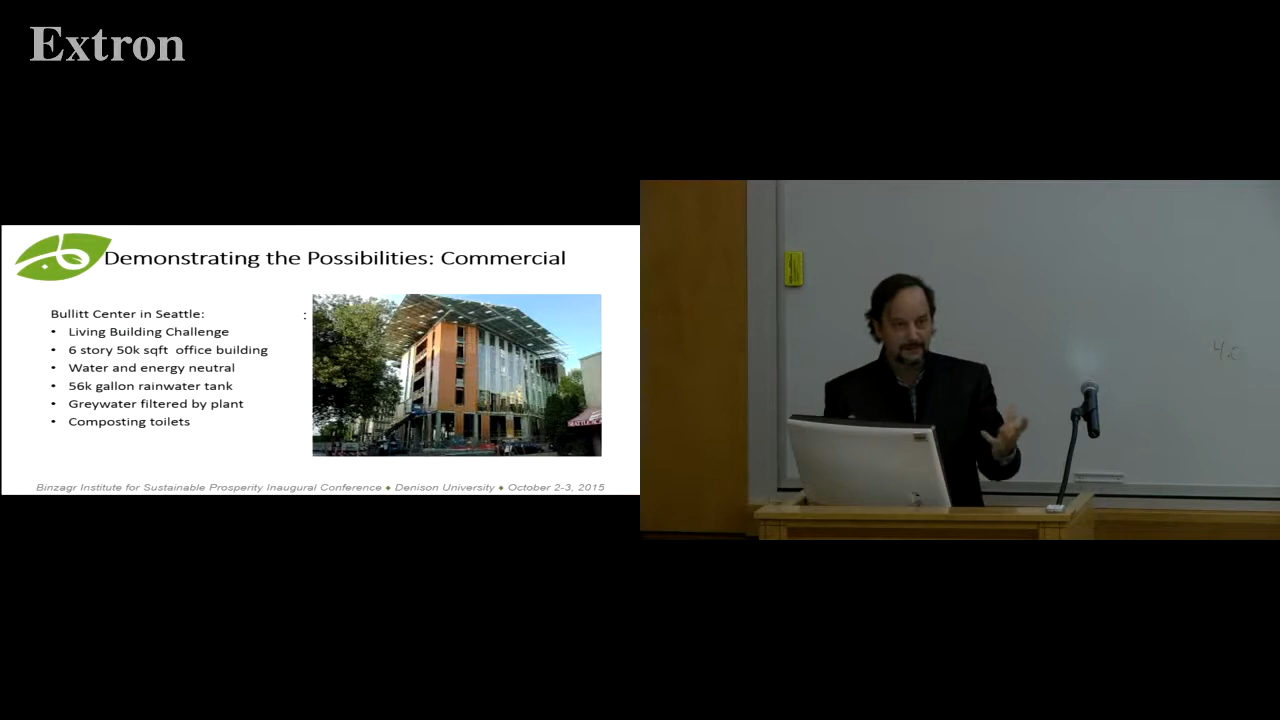 Extron
Demonstrating the Possibilities: Commercial
Bullitt Center in Seattle:
:
• Living Building Challenge
• 6 story 50k sqft office building
• Water and energy neutral
• 56k gallon rainwater tank
• Greywater filtered by plant
• Composting toilets
Binzagr Institute for Sustainable Prosperity Inaugural Conference ♦ Denison University ♦ October 2-3, 2015